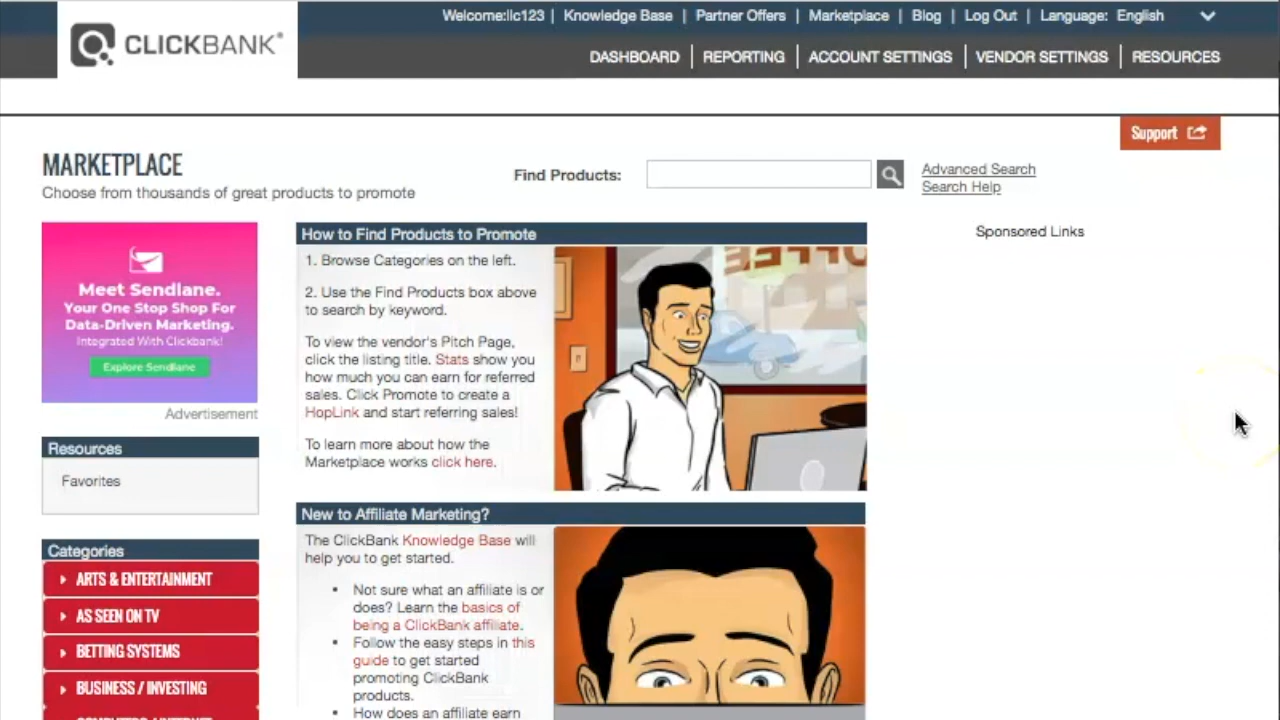 Welcome:llc123 | Knowledge Base | Partner Offers | Marketplace | Blog | Log Out | Language: English
CLICKBANK®
DASHBOARD | REPORTING | ACCOUNT SETTINGS | VENDOR SETTINGS | RESOURCES
Support
MARKETPLACE
Choose from thousands of great products to promote
Find Products:
Advanced Search
Search Help
Meet Sendlane.
Your One Stop Shop For
Data-Driven Marketing.
Integrated With Clickbank!
Explore Sendlane
Advertisement
Resources
Favorites
Categories
ARTS & ENTERTAINMENT
AS SEEN ON TV
BETTING SYSTEMS
BUSINESS / INVESTING
How to Find Products to Promote
1. Browse Categories on the left.
2. Use the Find Products box above
to search by keyword.
To view the vendor's Pitch Page,
click the listing title. Stats show you
how much you can earn for referred
sales. Click Promote to create a
HopLink and start referring sales!
To learn more about how the
Marketplace works click here.
COFFEE
New to Affiliate Marketing?
The ClickBank Knowledge Base will
help you to get started.
• Not sure what an affiliate is or
does? Learn the basics of
being a ClickBank affiliate.
• Follow the easy steps in this
guide to get started
promoting ClickBank
products.
• How does an affiliate earn
Sponsored Links